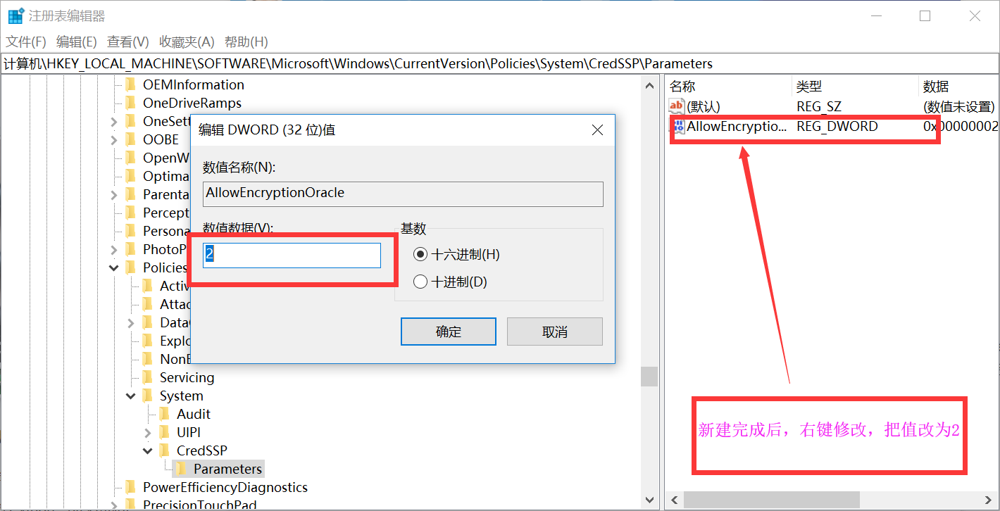 注册表编辑器
文件(F) 编辑(E) 查看(V) 收藏夹(A) 帮助(H)
计算机\HKEY_LOCAL_MACHINE\SOFTWARE\Microsoft\Windows\CurrentVersion\Policies\System\CredSSP\Parameters
OEMInformation
OneDriveRamps
OneSett
OOBE
OpenW
Optima
Parenta
Percept
Persona
PhotoP
Policies
Activ
Attac
Data
Explo
Non
Servicing
System
Audit
UIPI
CredSSP
Parameters
PowerEfficiencyDiagnostics
PrecisionTouchPad
编辑 DWORD (32 位)值
数值名称(N):
AllowEncryptionOracle
数值数据(V):
2
基数
十六进制(H)
十进制(D)
确定 取消
名称 类型 数据
ab (默认) REG_SZ (数值未设置)
AllowEncryptio... REG_DWORD 0x00000002
新建完成后，右键修改，把值改为2